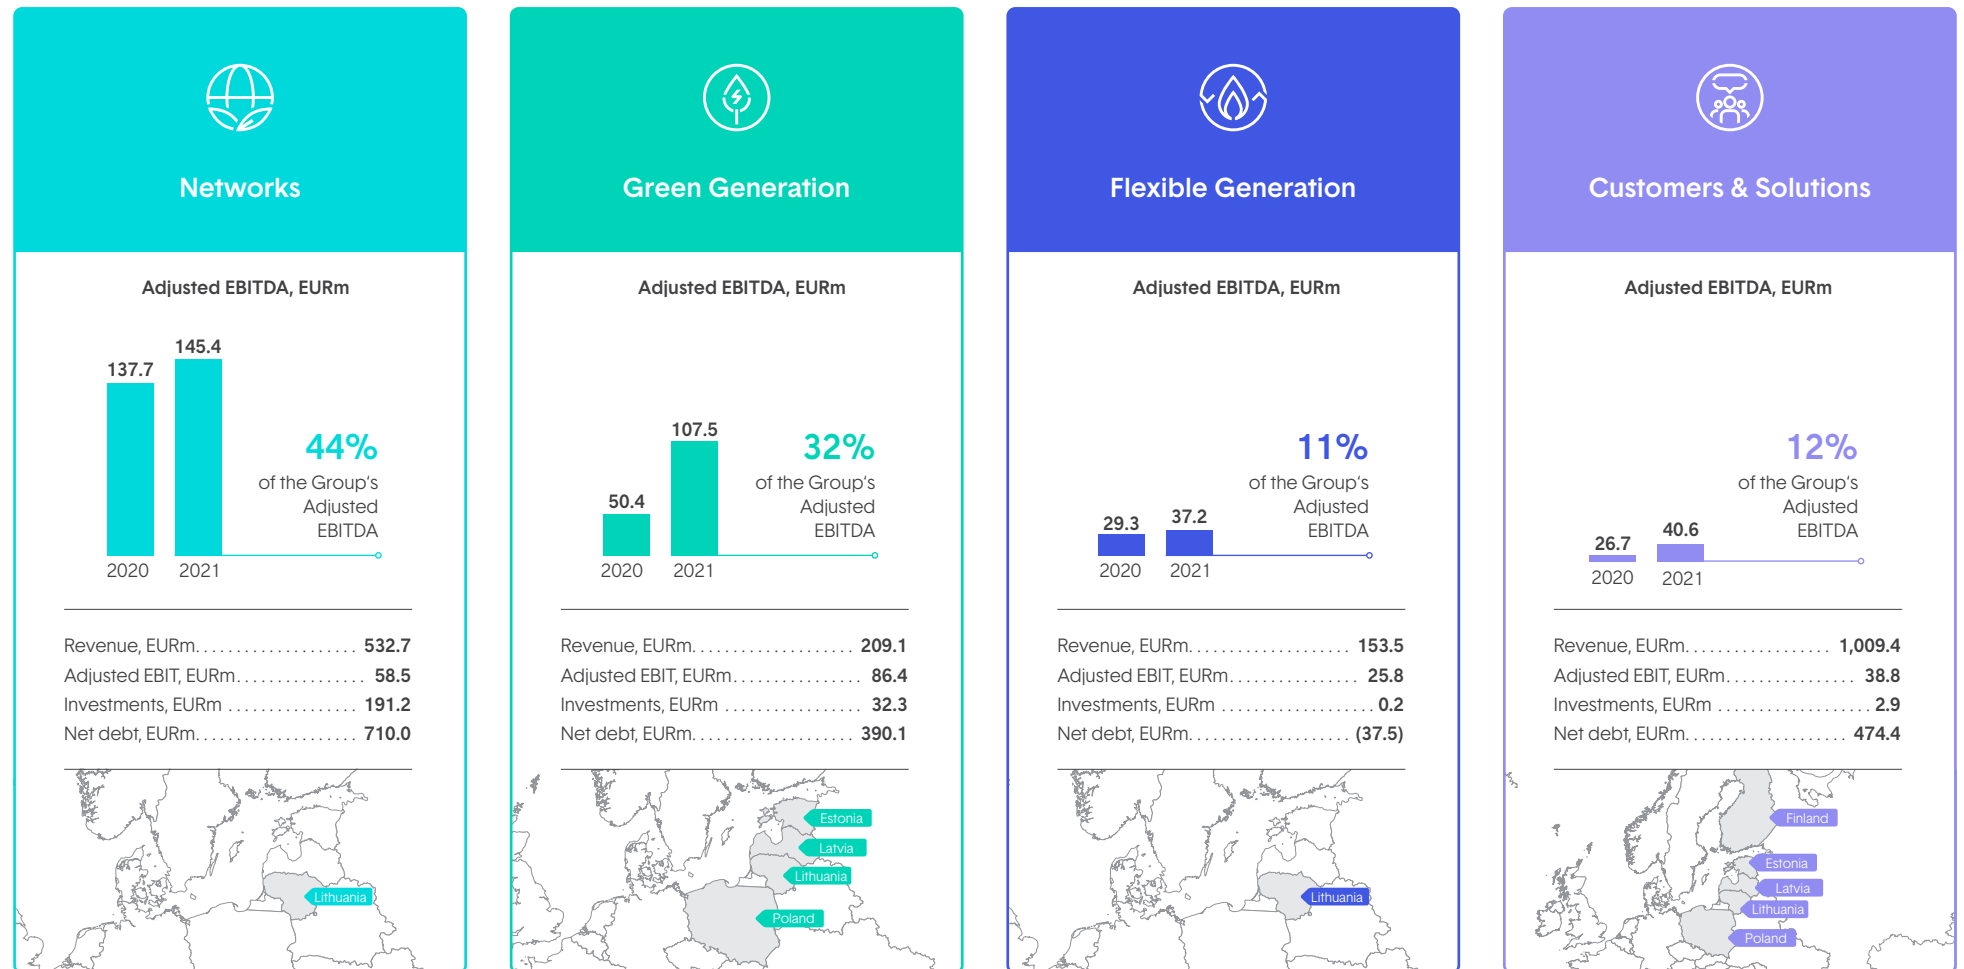 Networks
Adjusted EBITDA, EURm
137.7
145.4
2020
2021
44%
of the Group's
Adjusted
EBITDA
Revenue, EURm................... 532.7
Adjusted EBIT, EURm............... 58.5
Investments, EURm ................ 191.2
Net debt, EURm................... 710.0
Lithuania
Green Generation
Adjusted EBITDA, EURm
50.4
107.5
2020
2021
32%
of the Group's
Adjusted
EBITDA
Revenue, EURm................... 209.1
Adjusted EBIT, EURm............... 86.4
Investments, EURm ................ 32.3
Net debt, EURm................... 390.1
Estonia
Latvia
Lithuania
Poland
Flexible Generation
Adjusted EBITDA, EURm
29.3
37.2
2020
2021
11%
of the Group's
Adjusted
EBITDA
Revenue, EURm................... 153.5
Adjusted EBIT, EURm............... 25.8
Investments, EURm ................ 0.2
Net debt, EURm................... (37.5)
Lithuania
Customers & Solutions
Adjusted EBITDA, EURm
26.7
40.6
2020
2021
12%
of the Group's
Adjusted
EBITDA
Revenue, EURm.................. 1,009.4
Adjusted EBIT, EURm............... 38.8
Investments, EURm ................ 2.9
Net debt, EURm................... 474.4
Finland
Estonia
Latvia
Lithuania
Poland